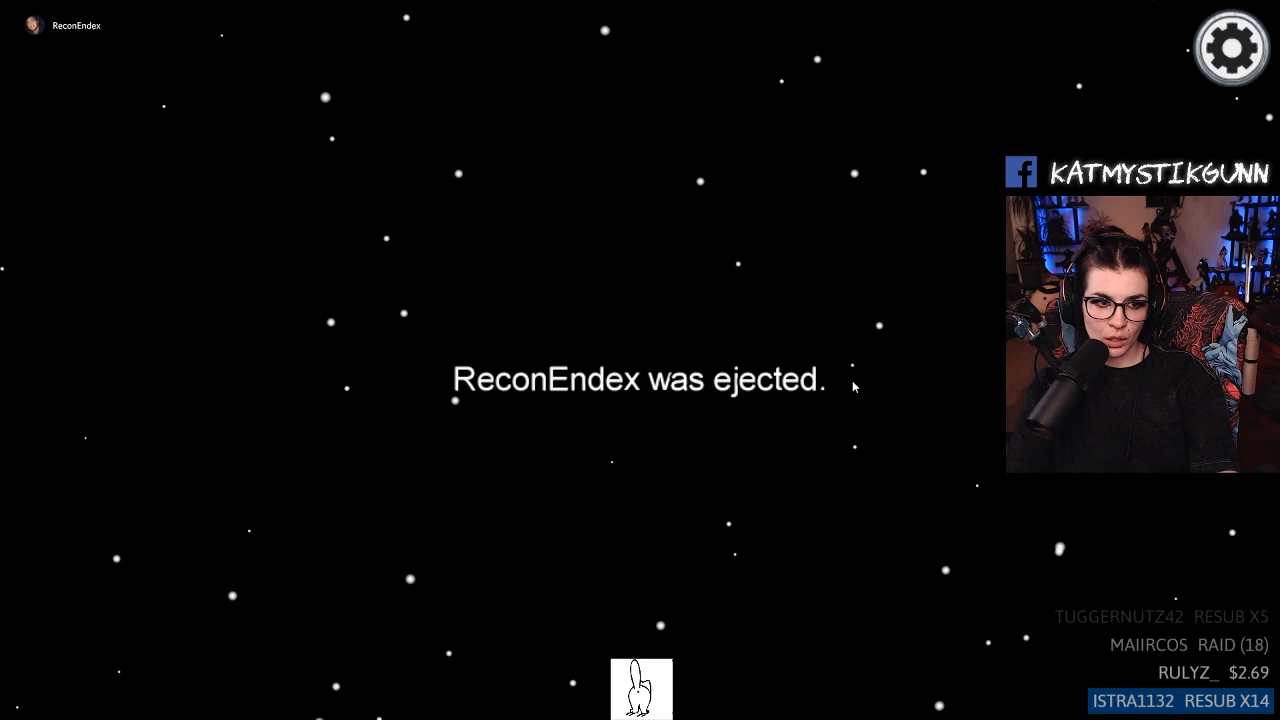 ReconEndex
KATMYSTIKGUNN
ReconEndex was ejected.
TUGGERNUTZ42 RESUB X5
MAIIRCOS RAID (18)
RULYZ_ $2.69
ISTRA1132 RESUB X14